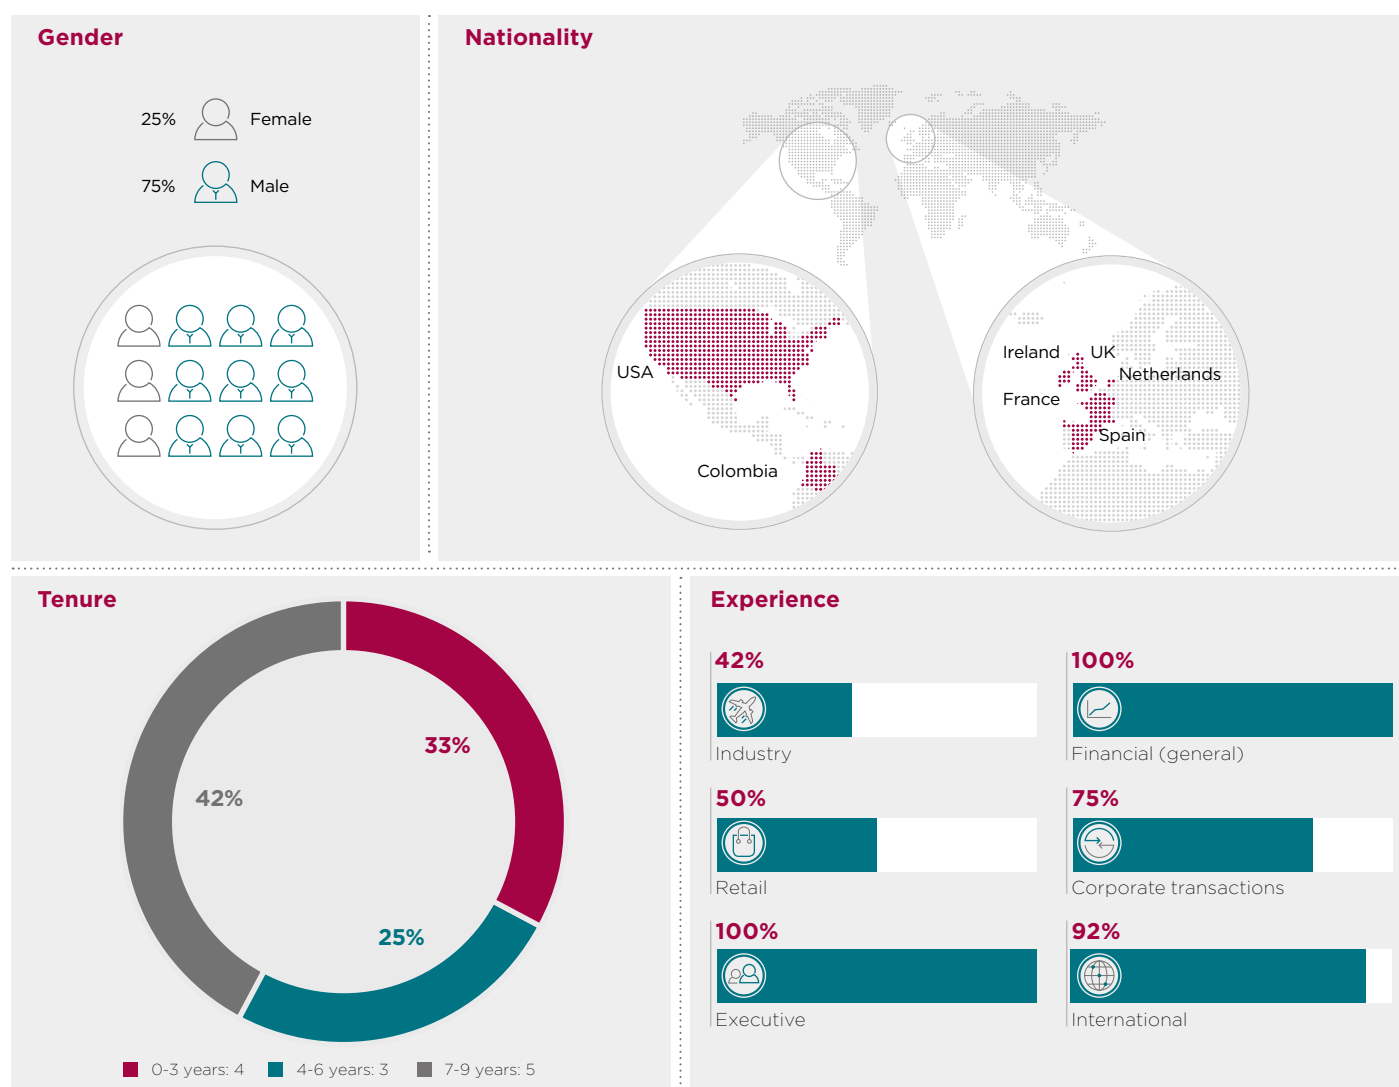 Gender
25% Female
75% Male
Nationality
USA
Colombia
Ireland
UK
Netherlands
France
Spain
Tenure
33%
42%
25%
0-3 years: 4
4-6 years: 3
7-9 years: 5
Experience
42%
Industry
50%
Retail
100%
Executive
100%
Financial (general)
75%
Corporate transactions
92%
International